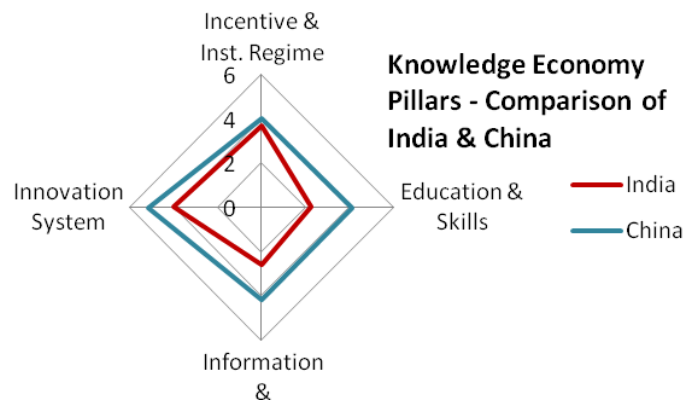 Incentive &
Inst. Regime
Knowledge Economy
Pillars - Comparison of
India & China
6
4
2
0
Innovation
System
Education &
Skills
India
China
Information
&